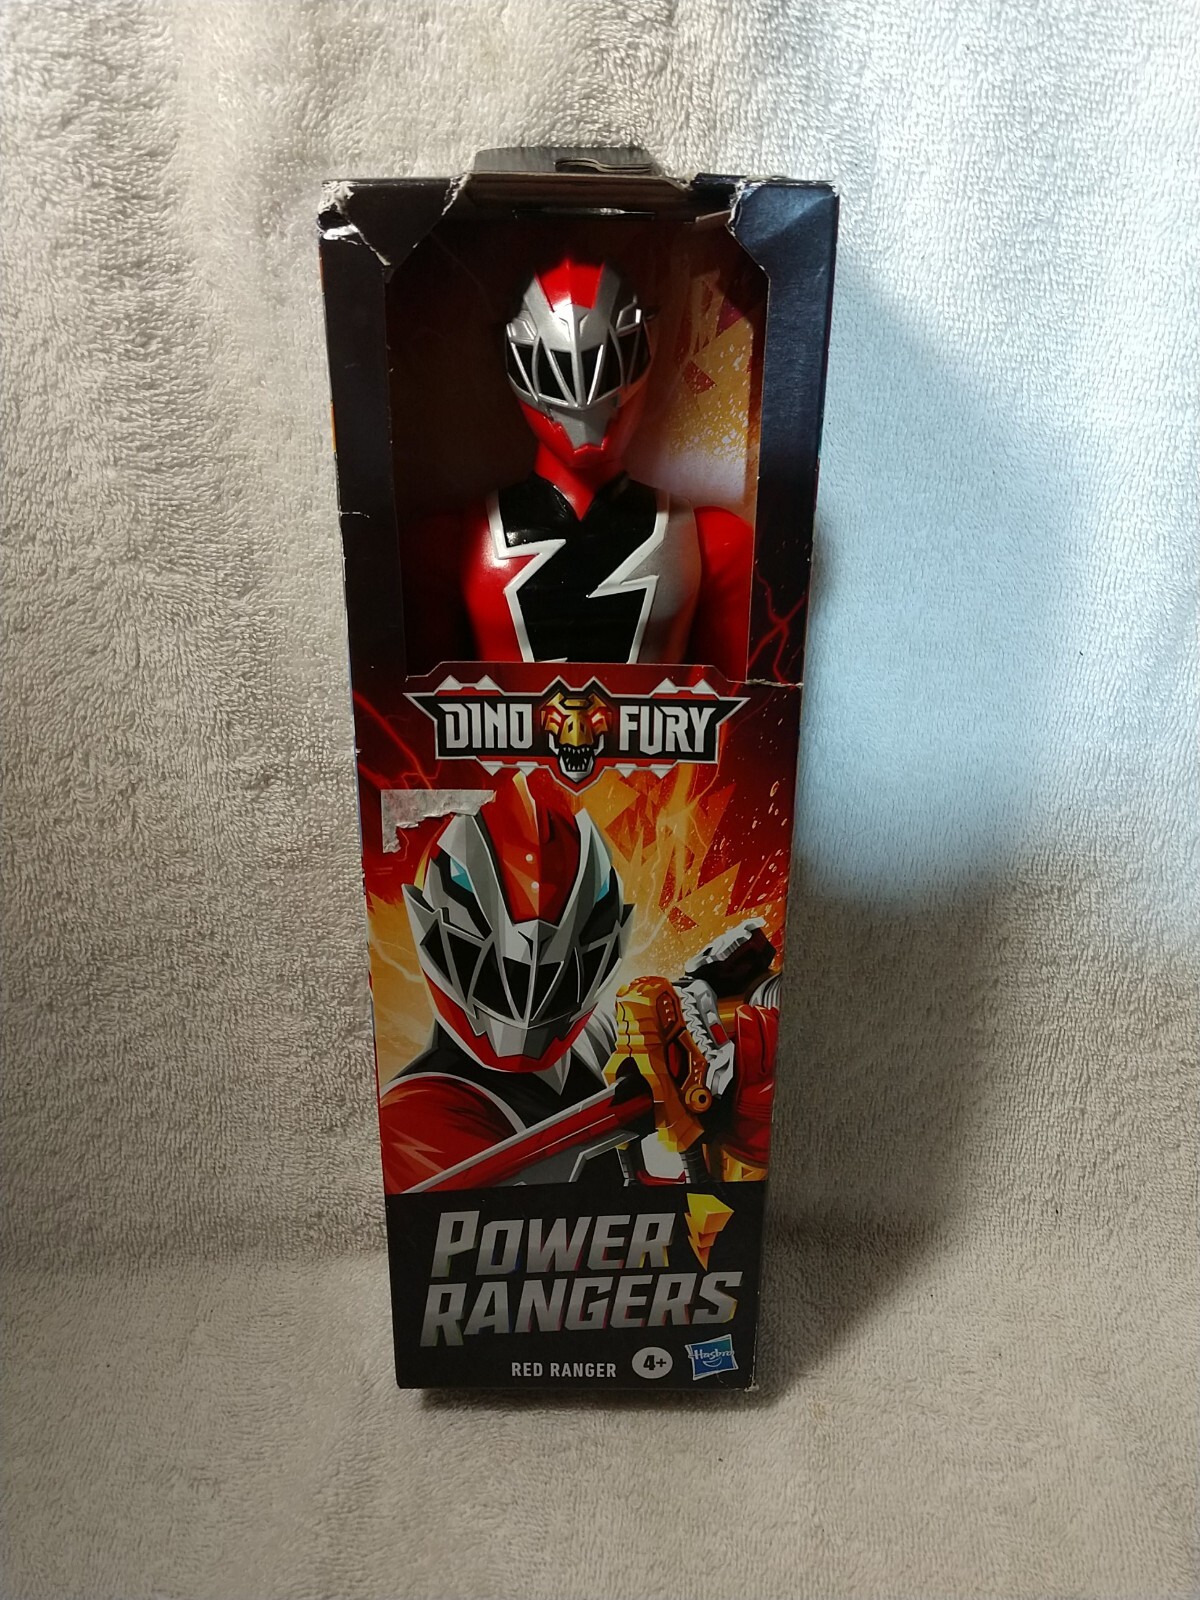 DINO FURY
POWER
RANGERS
RED RANGER 4+ Hasbro